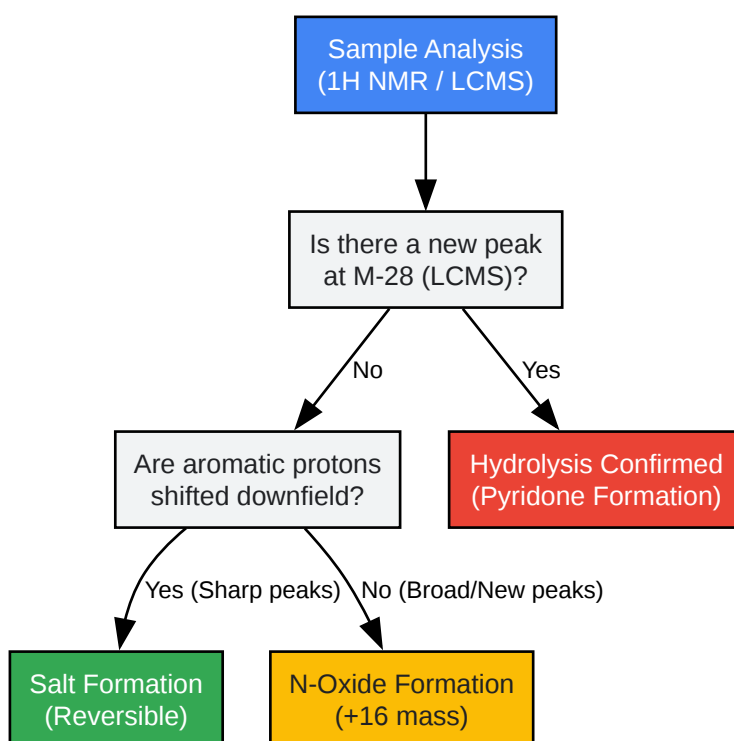 Sample Analysis
(1H NMR / LCMS)
Is there a new peak
at M-28 (LCMS)?
No
Yes
Are aromatic protons
shifted downfield?
Hydrolysis Confirmed
(Pyridone Formation)
Yes (Sharp peaks)
No (Broad/New peaks)
Salt Formation
(Reversible)
N-Oxide Formation
(+16 mass)